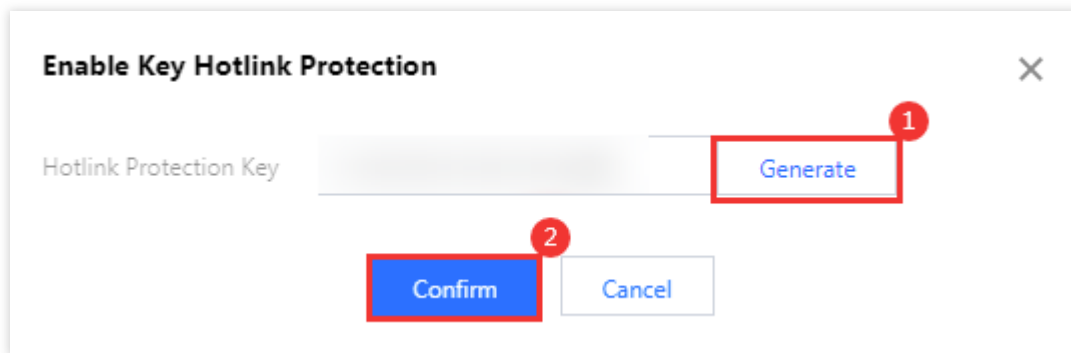 Enable Key Hotlink Protection
1
Hotlink Protection Key Generate
2
Confirm Cancel